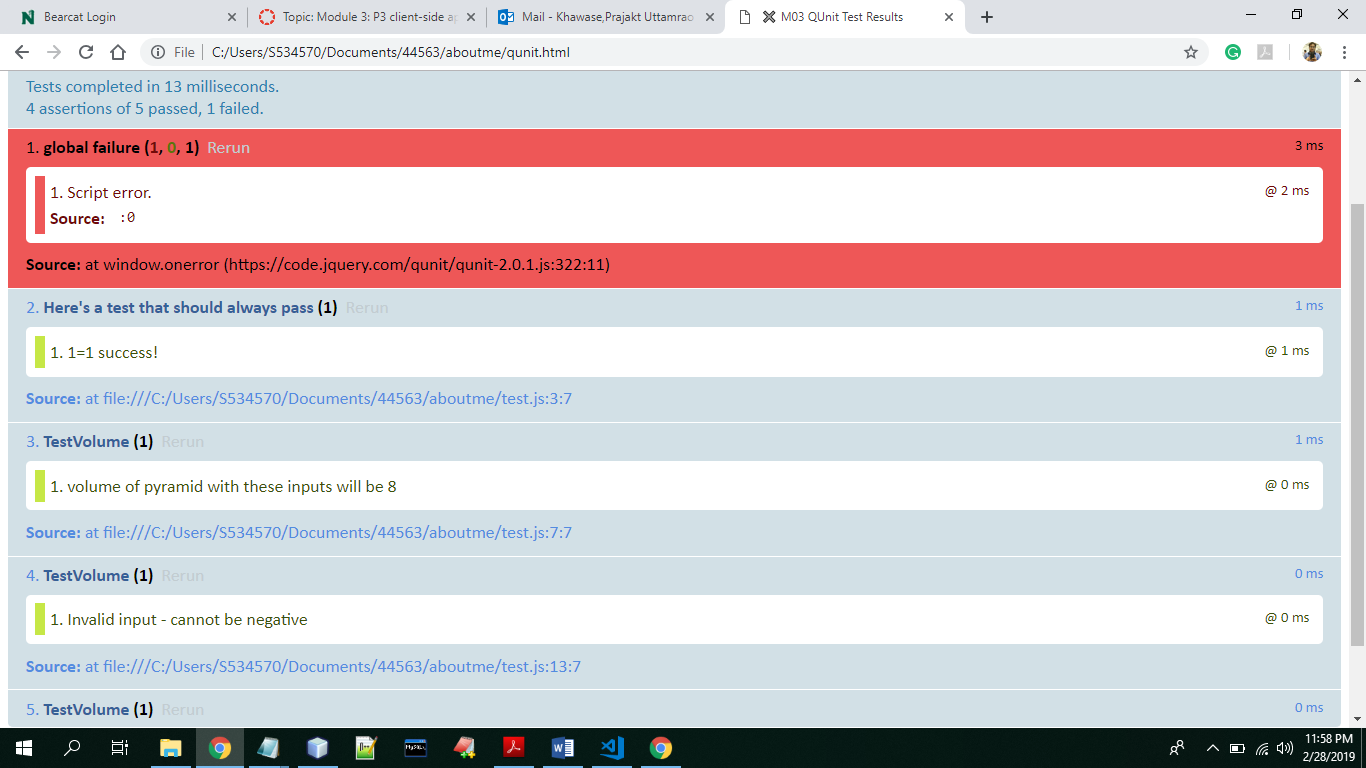 Bearcat Login
Topic: Module 3: P3 client-side ap
Mail - Khawase,Prajakt Uttamrao
M03 QUnit Test Results
File
C:/Users/S534570/Documents/44563/aboutme/qunit.html
Tests completed in 13 milliseconds.
4 assertions of 5 passed, 1 failed.
1. global failure (1, 0, 1) Rerun 3 ms
1. Script error. @ 2 ms
Source: :0
Source: at window.onerror (https://code.jquery.com/qunit/qunit-2.0.1.js:322:11)
2. Here's a test that should always pass (1) Rerun 1 ms
1. 1=1 success! @ 1 ms
Source: at file:///C:/Users/S534570/Documents/44563/aboutme/test.js:3:7
3. TestVolume (1) Rerun 1 ms
1. volume of pyramid with these inputs will be 8 @ 0 ms
Source: at file:///C:/Users/S534570/Documents/44563/aboutme/test.js:7:7
4. TestVolume (1) Rerun 0 ms
1. Invalid input - cannot be negative @ 0 ms
Source: at file:///C:/Users/S534570/Documents/44563/aboutme/test.js:13:7
5. TestVolume (1) Rerun 0 ms
11:58 PM
2/28/2019